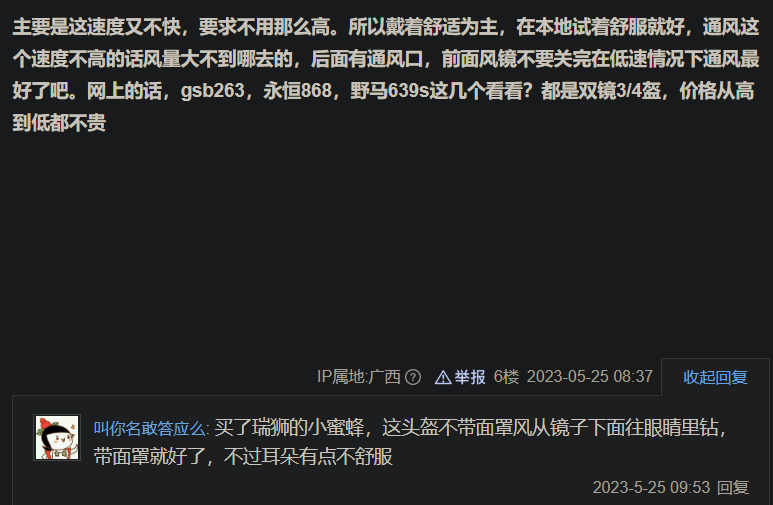 主要是这速度又不快，要求不用那么高。所以戴着舒适为主，在本地试着舒服就好，通风这
个速度不高的话风量大不到哪去的，后面有通风口，前面风镜不要关完在低速情况下通风最
好了吧。网上的话，gsb263，永恒868，野马639s这几个看看？都是双镜3/4盔，价格从高
到低都不贵
IP属地:广西 举报 6楼 2023-05-25 08:37 收起回复
叫你名敢答应么: 买了瑞狮的小蜜蜂，这头盔不带面罩风从镜子下面往眼睛里钻，
带面罩就好了，不过耳朵有点不舒服
2023-5-25 09:53 回复